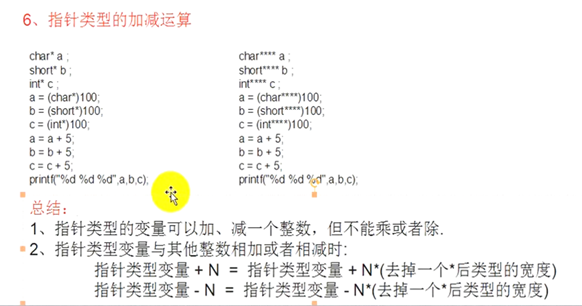 6、指针类型的加减运算
char* a ;
short* b ;
int* c ;
a = (char*)100;
b = (short*)100;
c = (int*)100;
a = a + 5;
b = b + 5;
c = c + 5;
printf("%d %d %d",a,b,c);
char**** a ;
short**** b ;
int**** c ;
a = (char****)100;
b = (short****)100;
c = (int****)100;
a = a + 5;
b = b + 5;
c = c + 5;
printf("%d %d %d",a,b,c);
总结：
1、指针类型的变量可以加、减一个整数，但不能乘或者除.
2、指针类型变量与其他整数相加或者相减时:
指针类型变量 + N = 指针类型变量 + N*(去掉一个*后类型的宽度)
指针类型变量 - N = 指针类型变量 - N*(去掉一个*后类型的宽度)